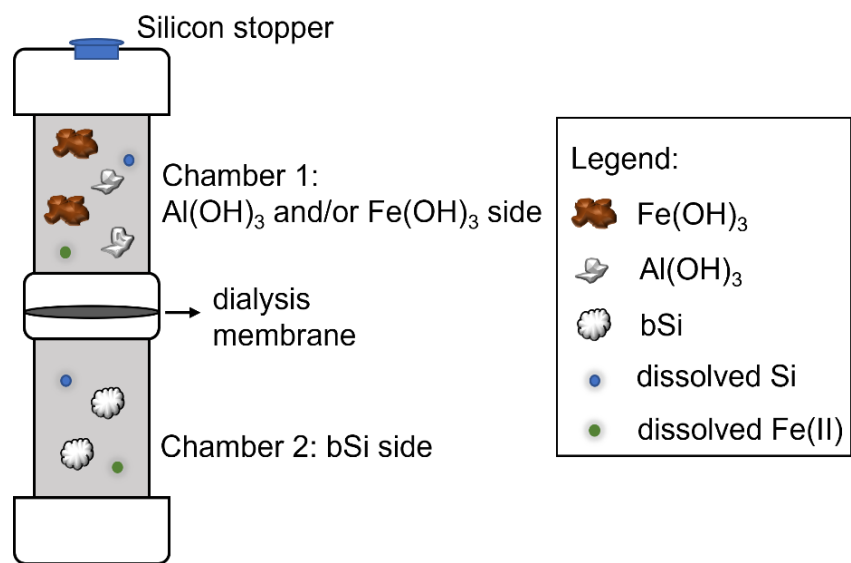 Silicon stopper
Chamber 1:
Al(OH)₃ and/or Fe(OH)₃ side
dialysis
membrane
Chamber 2: bSi side
Legend:
Fe(OH)₃
Al(OH)₃
bSi
dissolved Si
dissolved Fe(II)